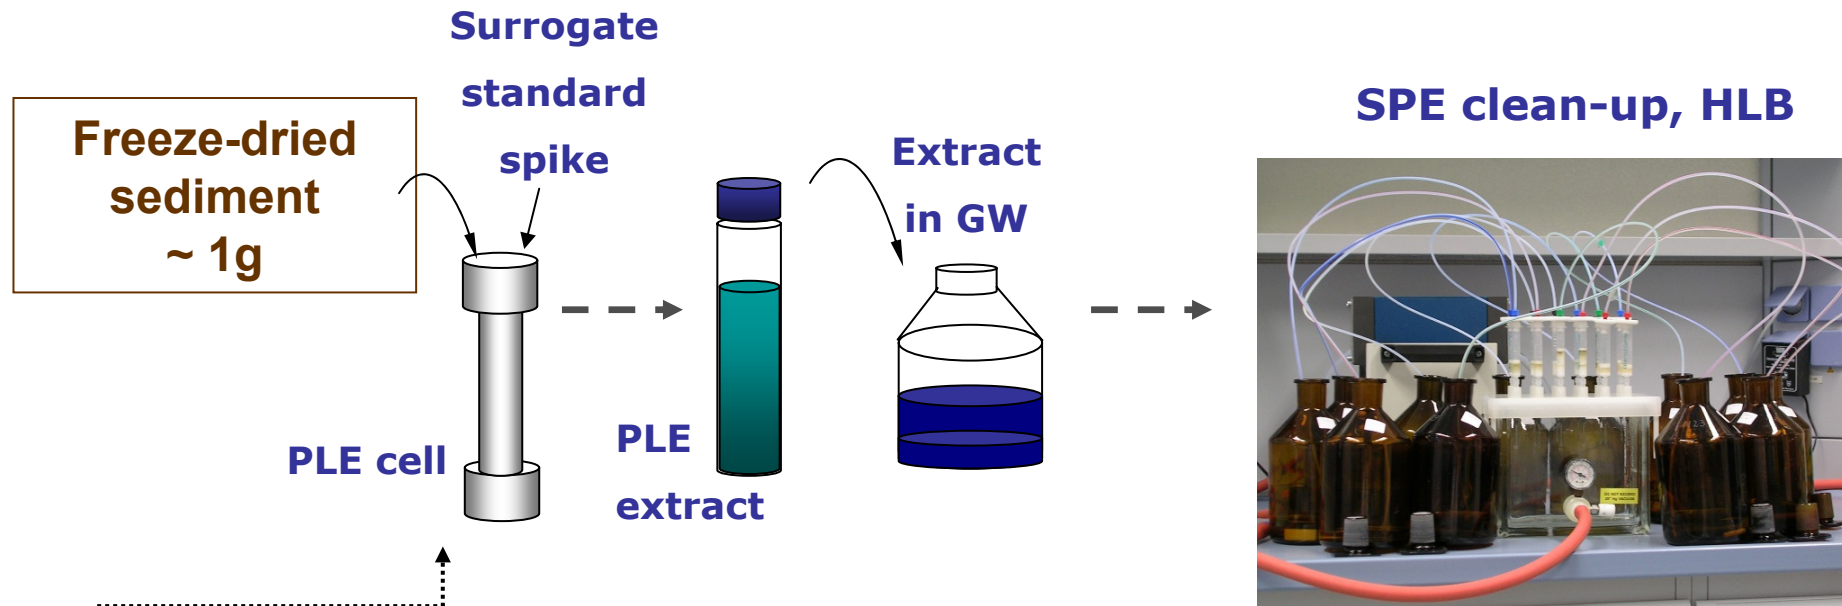 Surrogate
standard
spike
Freeze-dried
sediment
~ 1g
PLE cell
PLE
extract
Extract
in GW
SPE clean-up, HLB